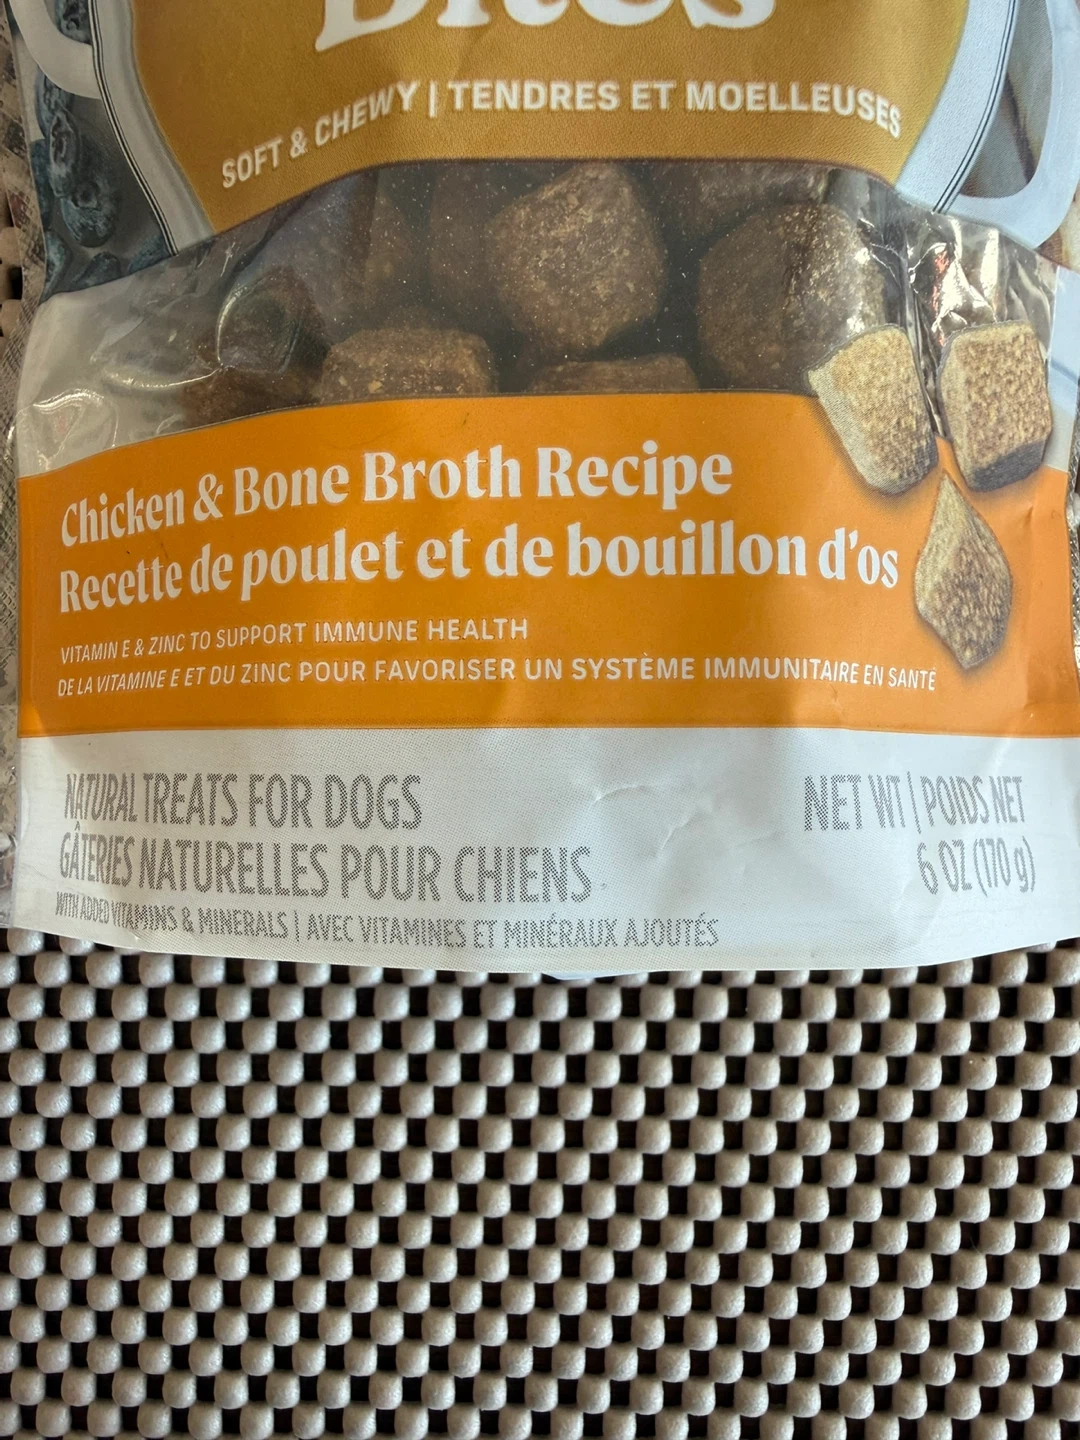 Bites
SOFT & CHEWY | TENDRES ET MOELLEUSES
Chicken & Bone Broth Recipe
Recette de poulet et de bouillon d'os
VITAMIN E & ZINC TO SUPPORT IMMUNE HEALTH
DE LA VITAMINE E ET DU ZINC POUR FAVORISER UN SYSTÈME IMMUNITAIRE EN SANTÉ
NATURAL TREATS FOR DOGS
GÂTERIES NATURELLES POUR CHIENS
WITH ADDED VITAMINS & MINERALS | AVEC VITAMINES ET MINÉRAUX AJOUTÉS
NET WT | POIDS NET
6 OZ (170 g)